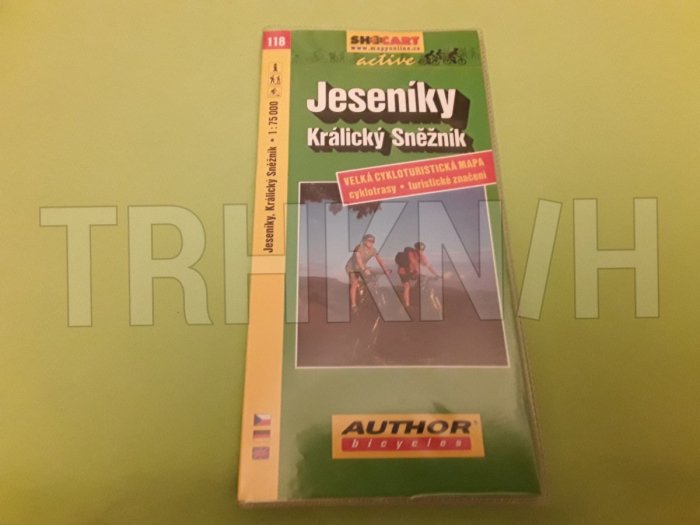 118
SHOCART
www.mapyonline.cz
active
Jeseníky
Králický Sněžník
VELKÁ CYKLOTURISTICKÁ MAPA
cyklotrasy • turistické značení
Jeseníky, Králický Sněžník • 1:75 000
TRHKNIH
AUTHOR
bicycles